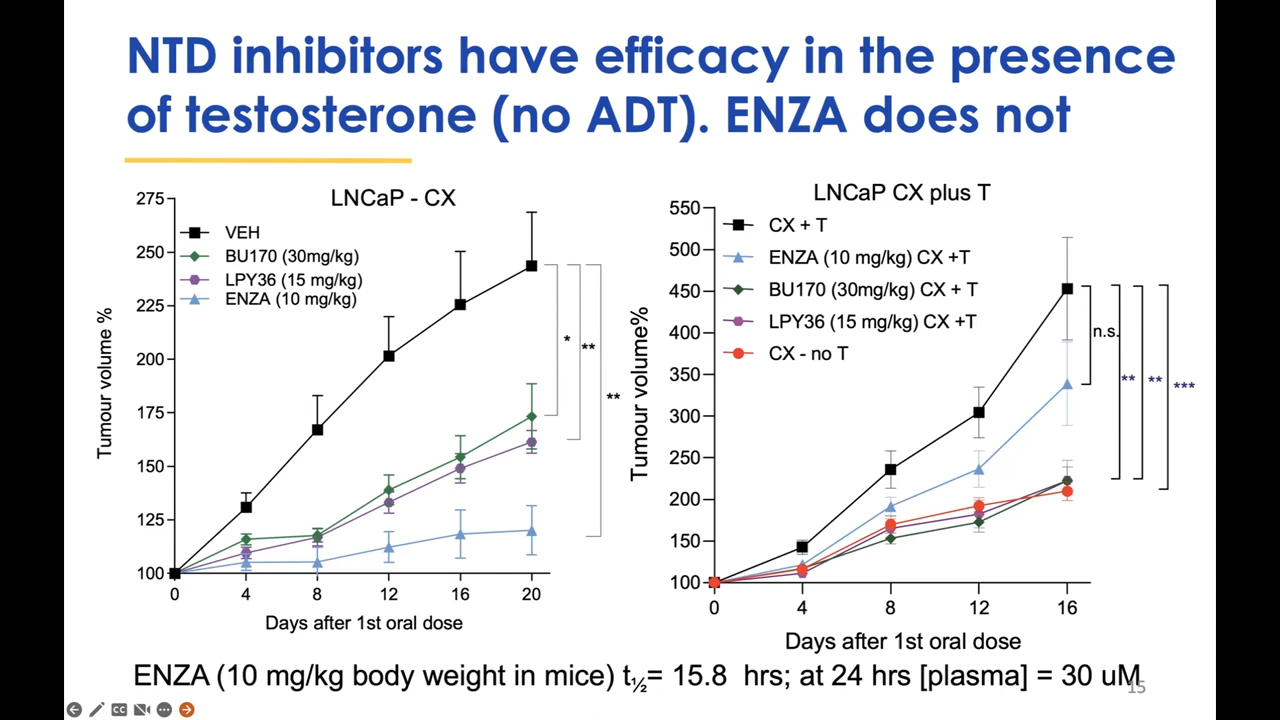 NTD inhibitors have efficacy in the presence
of testosterone (no ADT). ENZA does not
LNCaP - CX
275
250
225
200
175
150
125
100
Tumour volume %
VEH
BU170 (30mg/kg)
LPY36 (15 mg/kg)
ENZA (10 mg/kg)
*
**
**
0 4 8 12 16 20
Days after 1st oral dose
LNCaP CX plus T
550
500
450
400
350
300
250
200
150
100
Tumour volume%
CX + T
ENZA (10 mg/kg) CX +T
BU170 (30mg/kg) CX + T
LPY36 (15 mg/kg) CX +T
CX - no T
n.s.
**
**
***
0 4 8 12 16
Days after 1st oral dose
ENZA (10 mg/kg body weight in mice) t½= 15.8 hrs; at 24 hrs [plasma] = 30 uM
15
CC